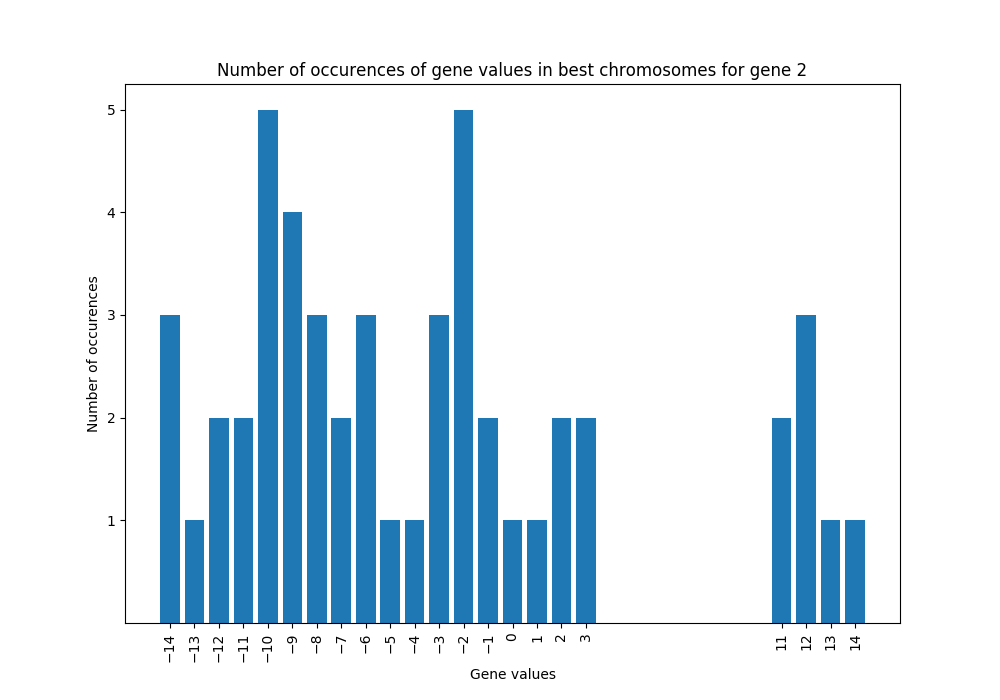 Number of occurences of gene values in best chromosomes for gene 2
5
4
3
2
1
Number of occurences
−14 −13 −12 −11 −10 −9 −8 −7 −6 −5 −4 −3 −2 −1 0 1 2 3 11 12 13 14
Gene values